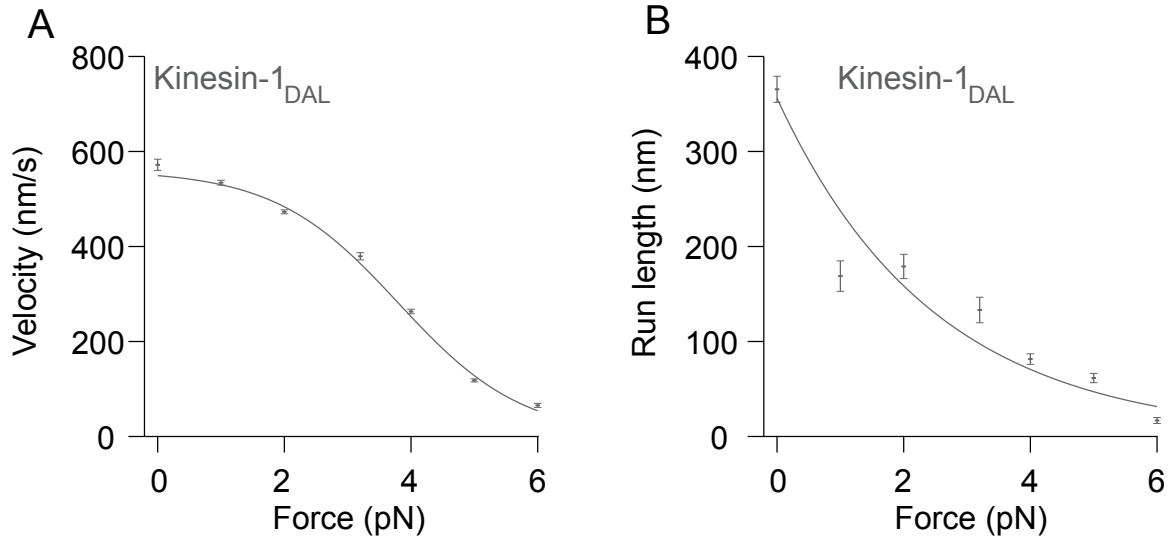 A
Kinesin-1DAL
Velocity (nm/s)
800
600
400
200
0
0 2 4 6
Force (pN)
B
Kinesin-1DAL
Run length (nm)
400
300
200
100
0
0 2 4 6
Force (pN)